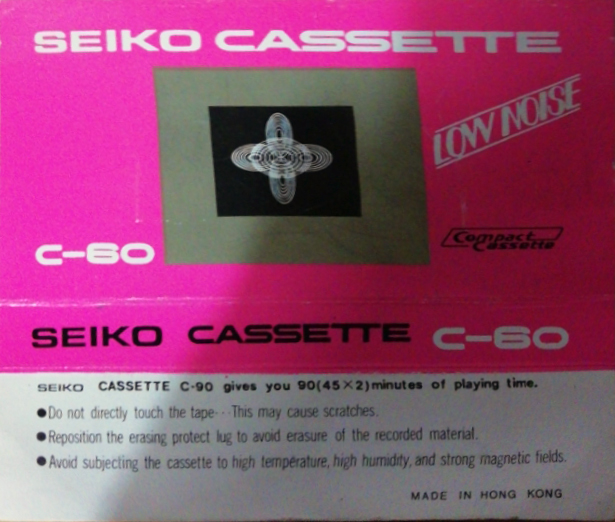 SEIKO CASSETTE
LOW NOISE
C-60
Compact
Cassette
SEIKO CASSETTE C-60
SEIKO CASSETTE C-90 gives you 90(45×2)minutes of playing time.
●Do not directly touch the tape···This may cause scratches.
●Reposition the erasing protect lug to avoid erasure of the recorded material.
●Avoid subjecting the cassette to high temperature, high humidity, and strong magnetic fields.
MADE IN HONG KONG